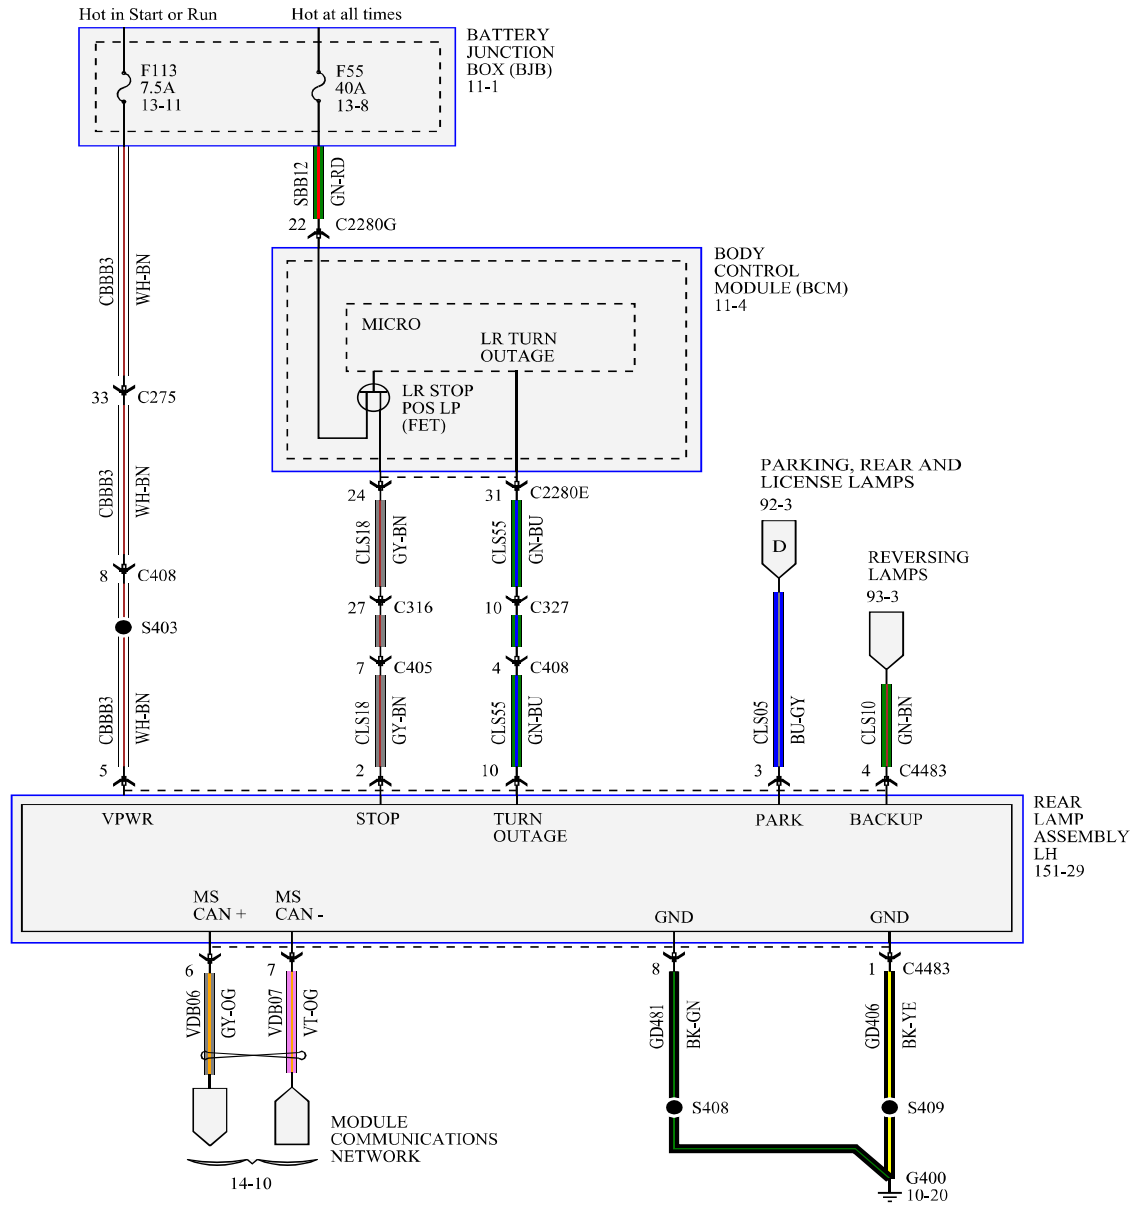 Hot in Start or Run
Hot at all times
BATTERY
JUNCTION
BOX (BJB)
11-1
F113
7.5A
13-11
F55
40A
13-8
SBB12
GN-RD
22
C2280G
BODY
CONTROL
MODULE (BCM)
11-4
CBBB3
WH-BN
MICRO
LR TURN
OUTAGE
LR STOP
POS LP
(FET)
33
C275
CBBB3
WH-BN
24
31
C2280E
PARKING, REAR AND
LICENSE LAMPS
92-3
D
CLS18
GY-BN
CLS55
GN-BU
REVERSING
LAMPS
93-3
8
C408
27
C316
10
C327
S403
7
C405
4
C408
CBBB3
WH-BN
CLS18
GY-BN
CLS55
GN-BU
CLS05
BU-GY
CLS10
GN-BN
5
2
10
3
4
C4483
REAR
LAMP
ASSEMBLY
LH
151-29
VPWR
STOP
TURN
OUTAGE
PARK
BACKUP
MS
CAN +
MS
CAN -
GND
GND
6
7
8
1
C4483
VDB06
GY-OG
VDB07
VT-OG
GD481
BK-GN
GD406
BK-YE
S408
S409
MODULE
COMMUNICATIONS
NETWORK
14-10
G400
10-20